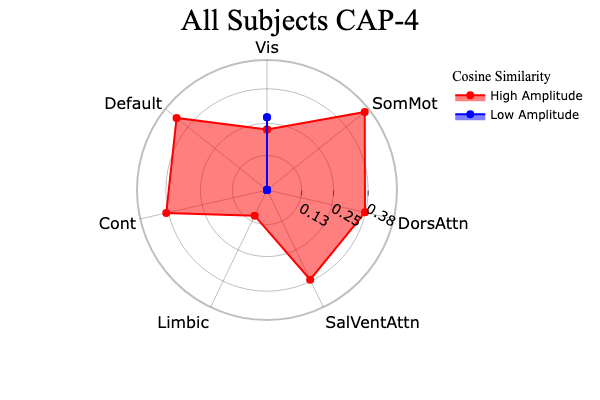 All Subjects CAP-4
Vis
Cosine Similarity
High Amplitude
Low Amplitude
Default
SomMot
0.13
0.25
0.38
Cont
DorsAttn
Limbic
SalVentAttn